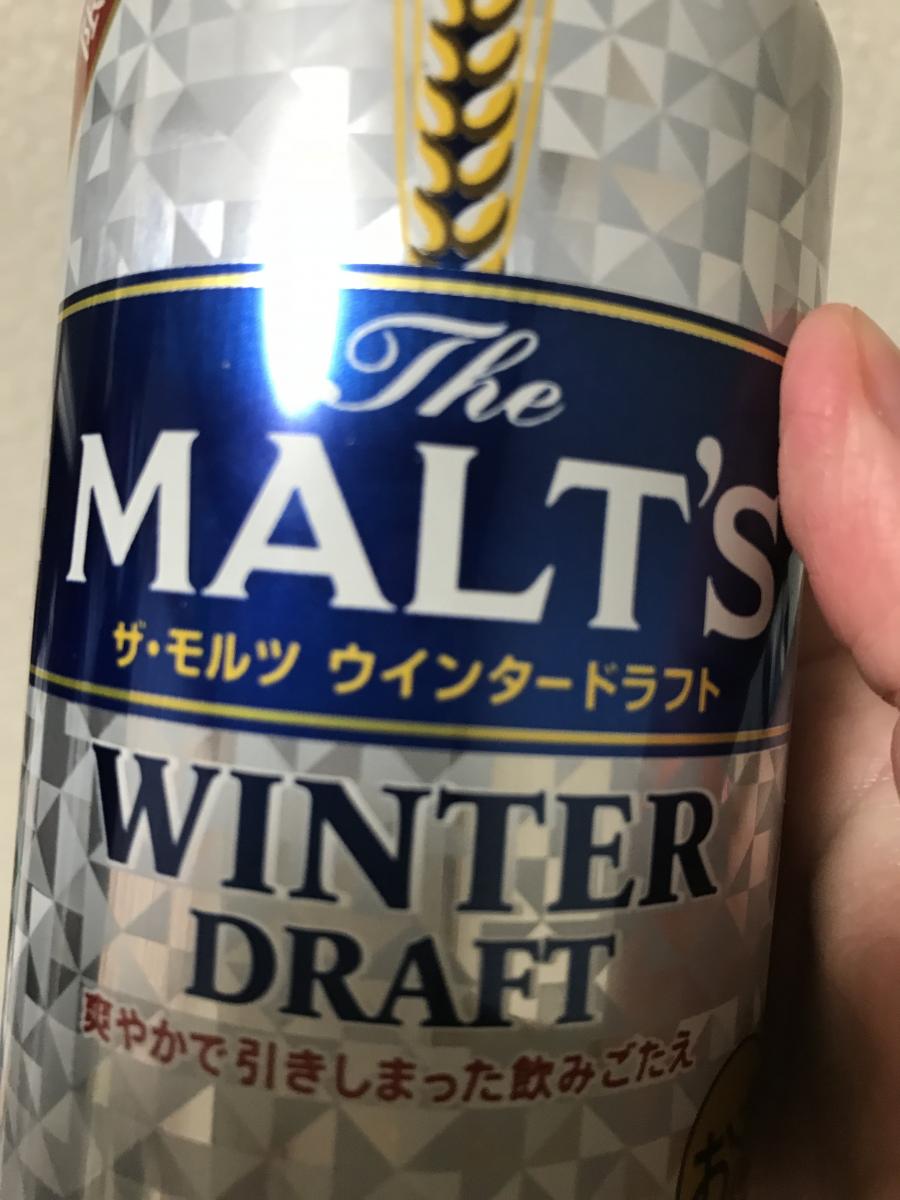 The
MALT'S
ザ・モルツ ウインタードラフト
WINTER
DRAFT
爽やかで引きしまった飲みごたえ
お